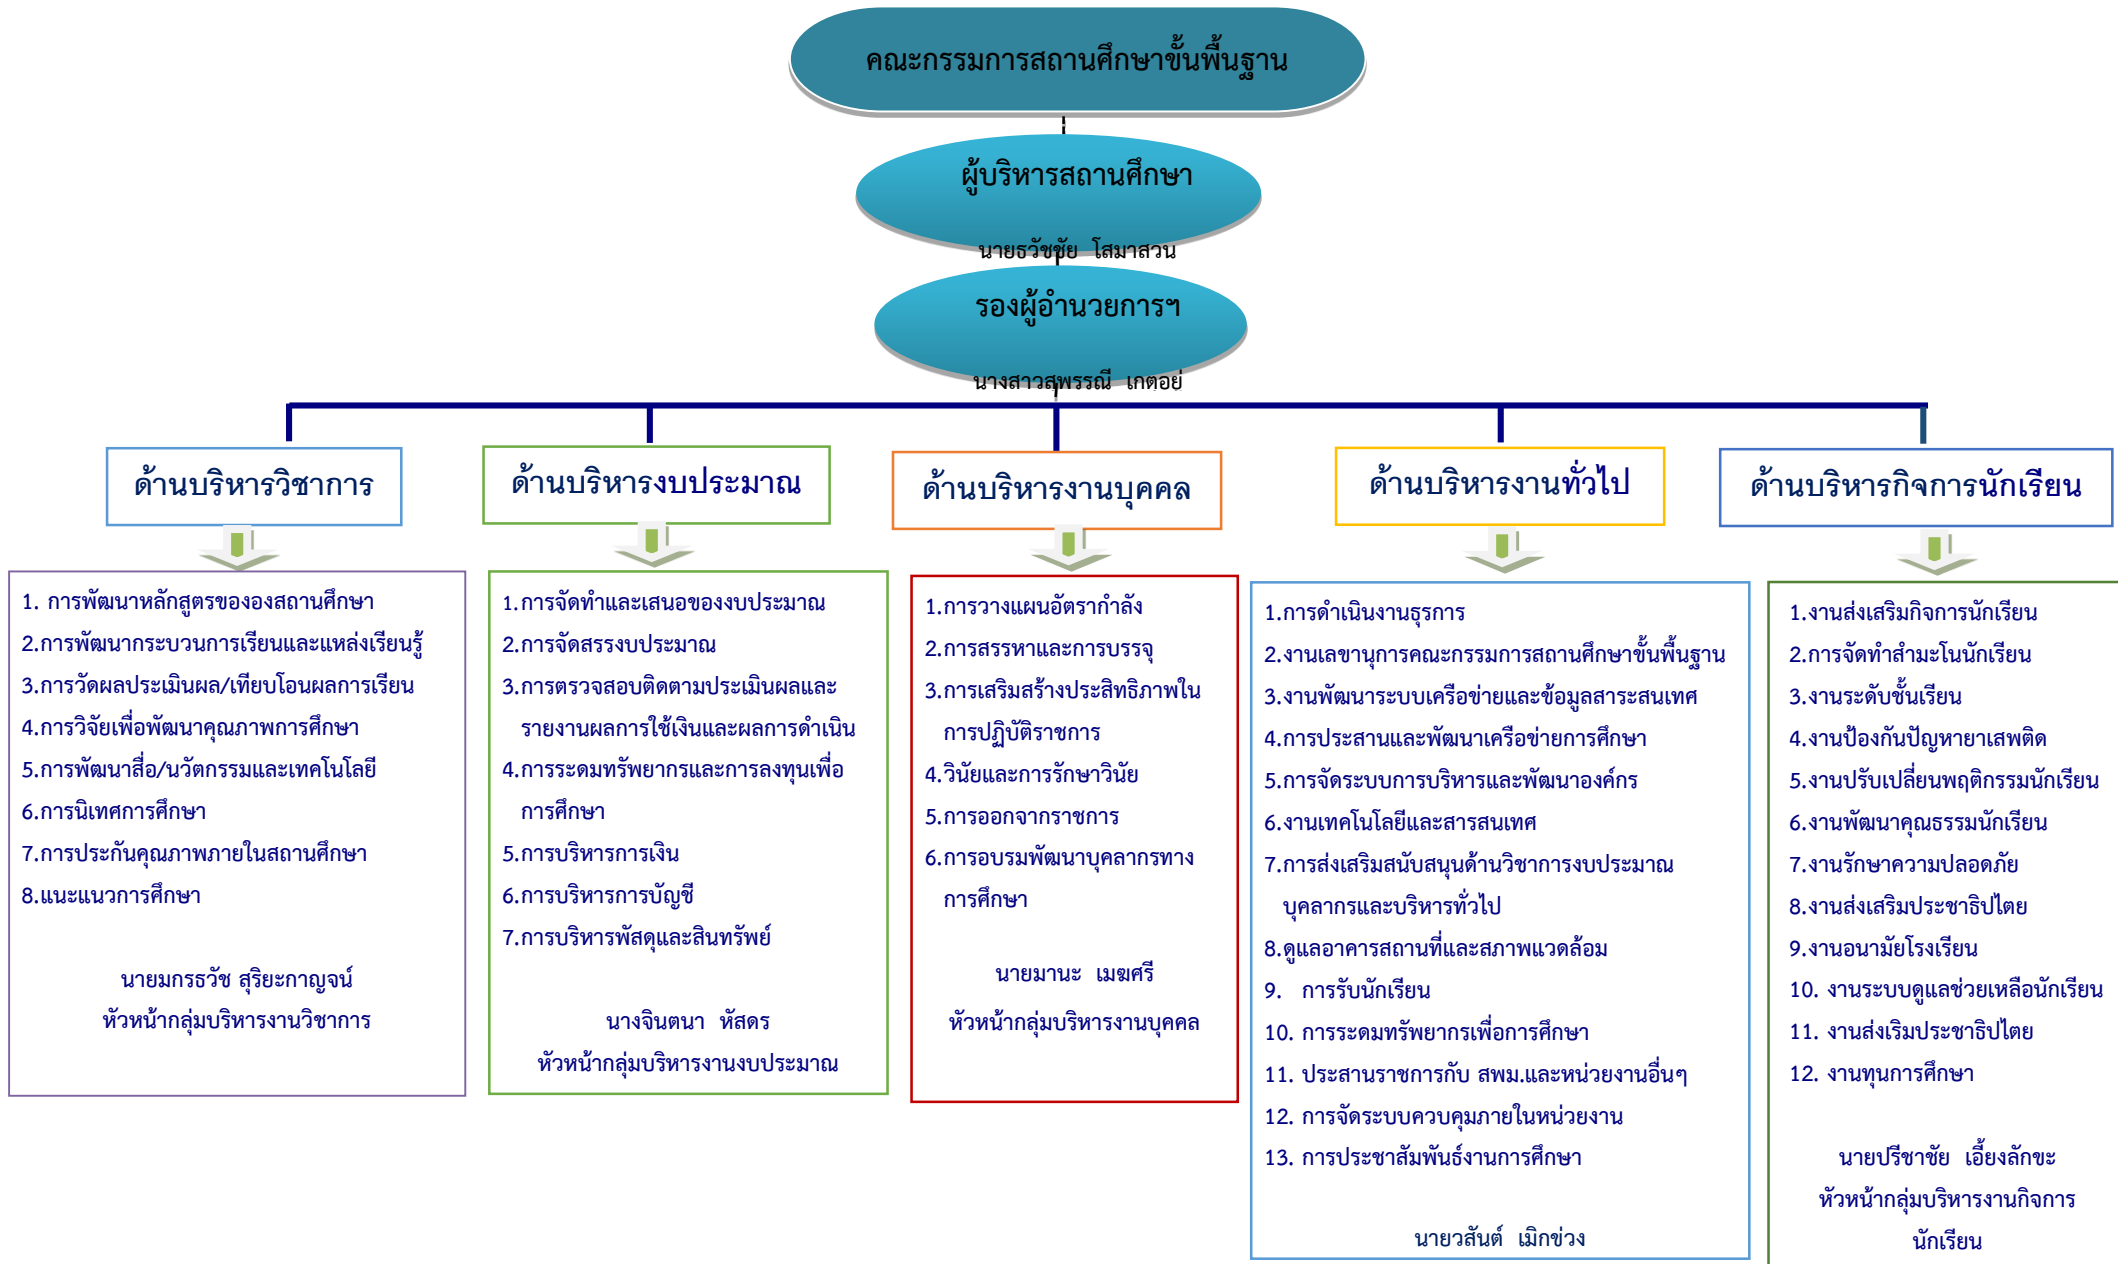 คณะกรรมการสถานศึกษาขั้นพื้นฐาน
ผู้บริหารสถานศึกษา
นายธวัชชัย โสมาสวน
รองผู้อำนวยการฯ
นางสาวสุพรรณี เกตอยู่
ด้านบริหารวิชาการ
1. การพัฒนาหลักสูตรขององสถานศึกษา
2.การพัฒนากระบวนการเรียนและแหล่งเรียนรู้
3.การวัดผลประเมินผล/เทียบโอนผลการเรียน
4.การวิจัยเพื่อพัฒนาคุณภาพการศึกษา
5.การพัฒนาสื่อ/นวัตกรรมและเทคโนโลยี
6.การนิเทศการศึกษา
7.การประกันคุณภาพภายในสถานศึกษา
8.แนะแนวการศึกษา
นายมกรธวัช สุริยะกาญจน์
หัวหน้ากลุ่มบริหารงานวิชาการ
ด้านบริหารงบประมาณ
1.การจัดทำและเสนอของงบประมาณ
2.การจัดสรรงบประมาณ
3.การตรวจสอบติดตามประเมินผลและ
รายงานผลการใช้เงินและผลการดำเนิน
4.การระดมทรัพยากรและการลงทุนเพื่อ
การศึกษา
5.การบริหารการเงิน
6.การบริหารการบัญชี
7.การบริหารพัสดุและสินทรัพย์
นางจินตนา หัสดร
หัวหน้ากลุ่มบริหารงานงบประมาณ
ด้านบริหารงานบุคคล
1.การวางแผนอัตรากำลัง
2.การสรรหาและการบรรจุ
3.การเสริมสร้างประสิทธิภาพใน
การปฏิบัติราชการ
4.วินัยและการรักษาวินัย
5.การออกจากราชการ
6.การอบรมพัฒนาบุคลากรทาง
การศึกษา
นายมานะ เมฆศรี
หัวหน้ากลุ่มบริหารงานบุคคล
ด้านบริหารงานทั่วไป
1.การดำเนินงานธุรการ
2.งานเลขานุการคณะกรรมการสถานศึกษาขั้นพื้นฐาน
3.งานพัฒนาระบบเครือข่ายและข้อมูลสาระสนเทศ
4.การประสานและพัฒนาเครือข่ายการศึกษา
5.การจัดระบบการบริหารและพัฒนาองค์กร
6.งานเทคโนโลยีและสารสนเทศ
7.การส่งเสริมสนับสนุนด้านวิชาการงบประมาณ
บุคลากรและบริหารทั่วไป
8.ดูแลอาคารสถานที่และสภาพแวดล้อม
9. การรับนักเรียน
10. การระดมทรัพยากรเพื่อการศึกษา
11. ประสานราชการกับ สพม.และหน่วยงานอื่นๆ
12. การจัดระบบควบคุมภายในหน่วยงาน
13. การประชาสัมพันธ์งานการศึกษา
นายวสันต์ เมิกข่วง
ด้านบริหารกิจการนักเรียน
1.งานส่งเสริมกิจการนักเรียน
2.การจัดทำสำมะโนนักเรียน
3.งานระดับชั้นเรียน
4.งานป้องกันปัญหายาเสพติด
5.งานปรับเปลี่ยนพฤติกรรมนักเรียน
6.งานพัฒนาคุณธรรมนักเรียน
7.งานรักษาความปลอดภัย
8.งานส่งเสริมประชาธิปไตย
9.งานอนามัยโรงเรียน
10. งานระบบดูแลช่วยเหลือนักเรียน
11. งานส่งเริมประชาธิปไตย
12. งานทุนการศึกษา
นายปรีชาชัย เอี้ยงลักขะ
หัวหน้ากลุ่มบริหารงานกิจการ
นักเรียน